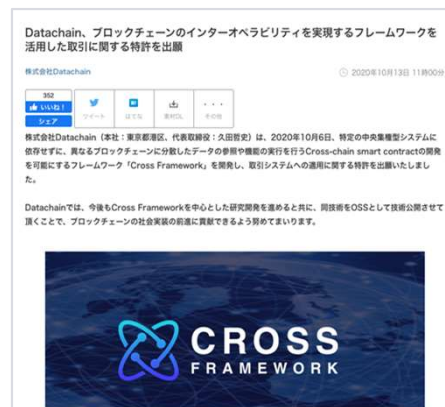 Datachain、ブロックチェーンのインターオペラビリティを実現するフレームワークを
活用した取引に関する特許を出願
株式会社Datachain
2020年10月13日 11時00分
352
いいね！
シェア
ツイート
はてな
素材DL
・・・
その他
株式会社Datachain（本社：東京都港区、代表取締役：久田哲史）は、2020年10月6日、特定の中央集権型システムに
依存せずに、異なるブロックチェーンに分散したデータの参照や機能の実行を行うCross-chain smart contractの開発
を可能にするフレームワーク「Cross Framework」を開発し、取引システムへの適用に関する特許を出願いたしまし
た。
Datachainでは、今後もCross Frameworkを中心とした研究開発を進めると共に、同技術をOSSとして技術公開させて
頂くことで、ブロックチェーンの社会実装の前進に貢献できるよう努めてまいります。
CROSS
FRAMEWORK